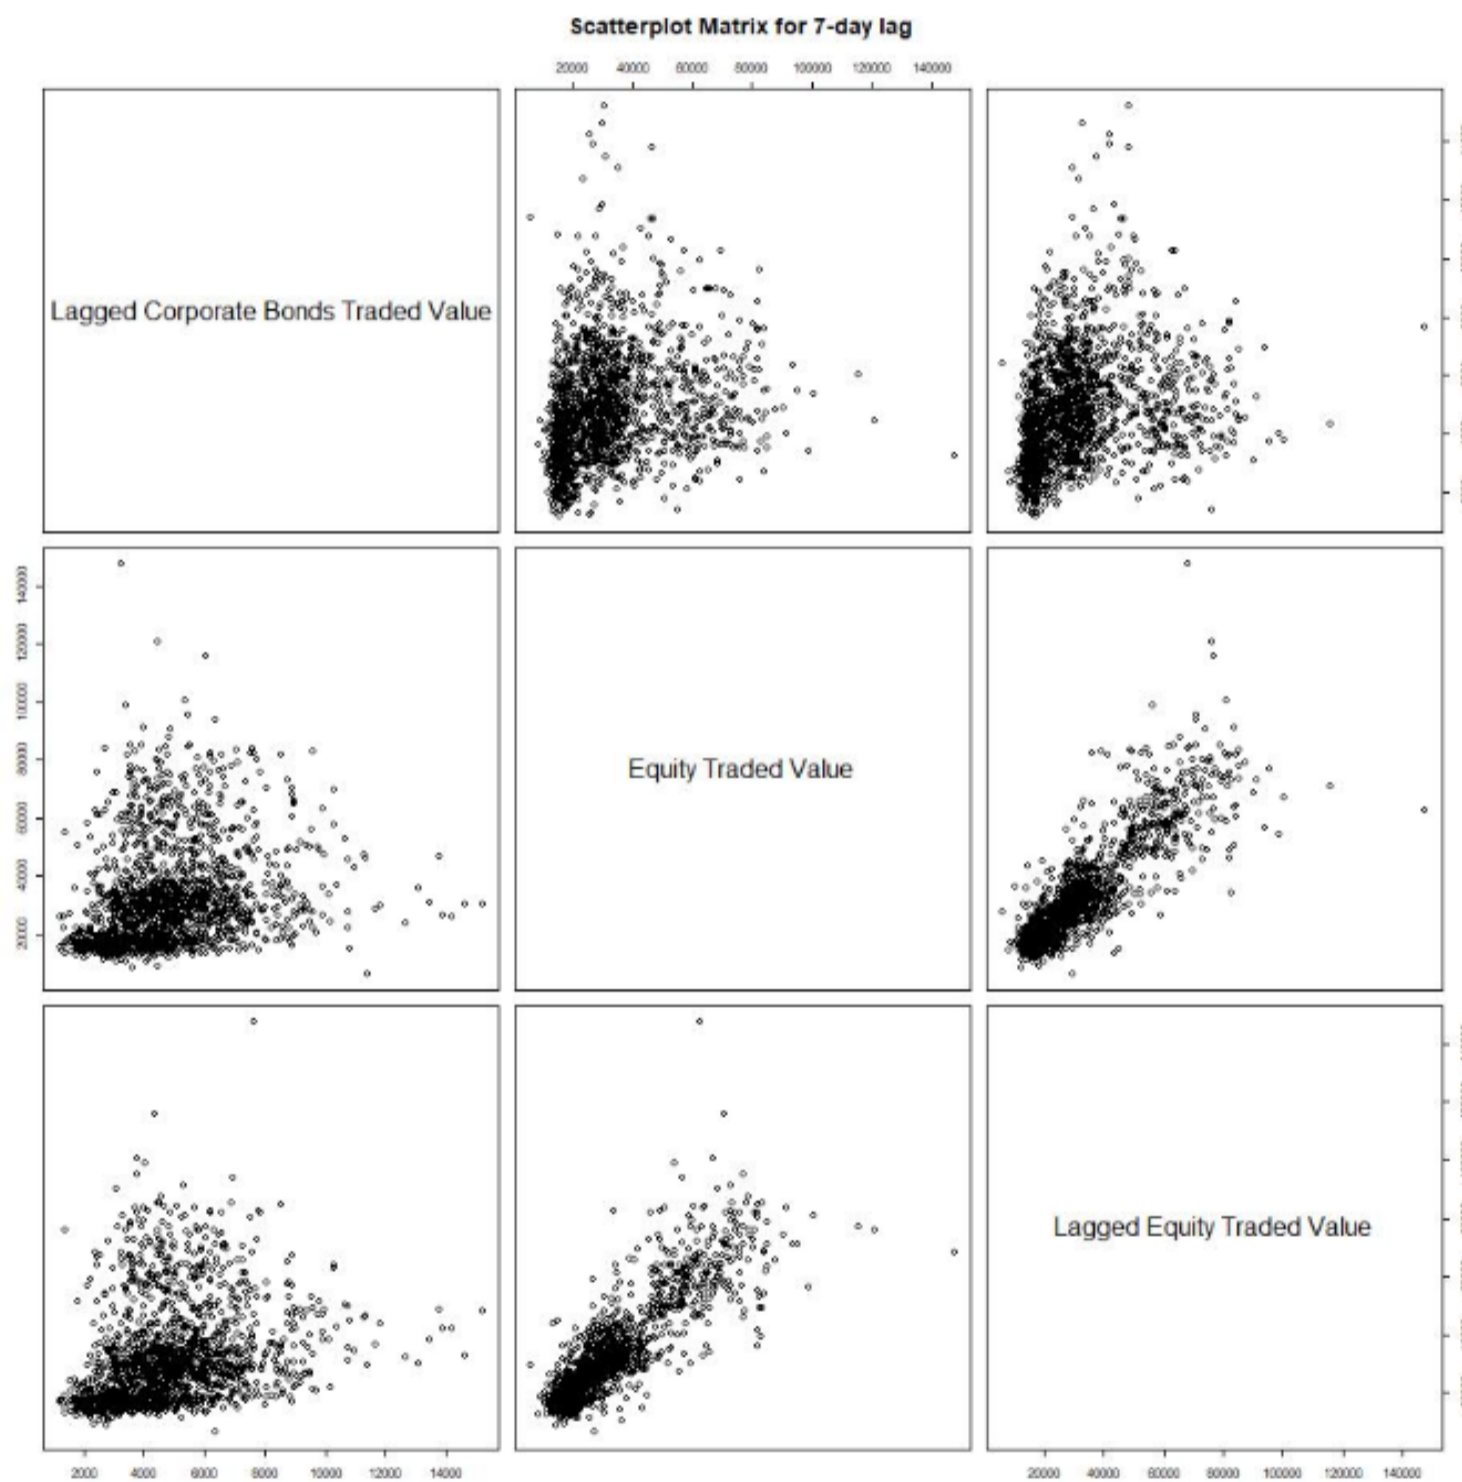 Scatterplot Matrix for 7-day lag
20000 40000 60000 80000 100000 120000 140000
Lagged Corporate Bonds Traded Value
140000
120000
100000
80000
60000
40000
20000
Equity Traded Value
Lagged Equity Traded Value
2000 4000 6000 8000 10000 12000 14000
20000 40000 60000 80000 100000 120000 140000